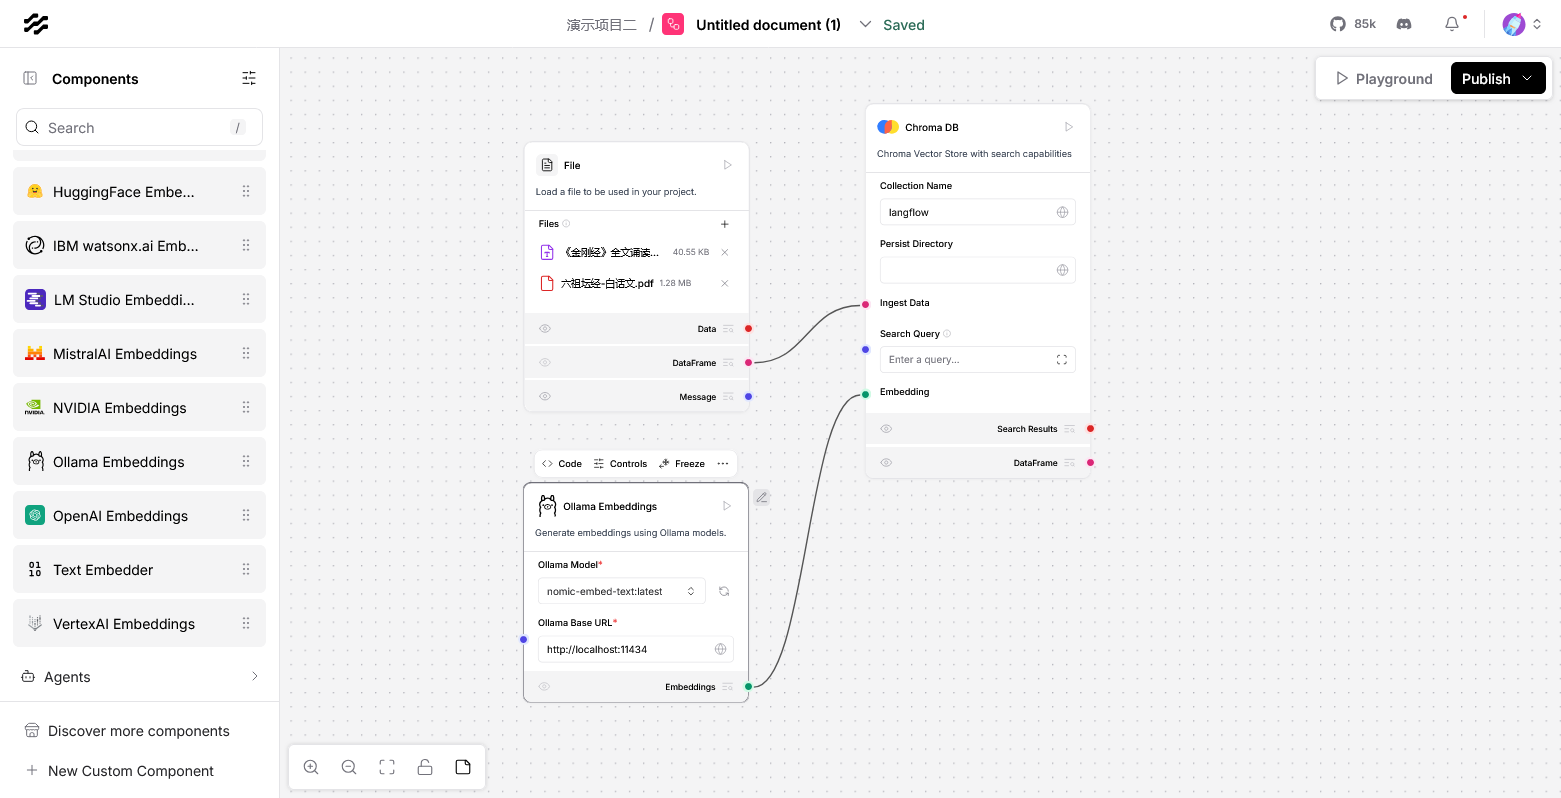 演示项目二 / Untitled document (1) Saved
85k
Components
Search /
HuggingFace Embe...
IBM watsonx.ai Emb...
LM Studio Embeddi...
MistralAI Embeddings
NVIDIA Embeddings
Ollama Embeddings
OpenAI Embeddings
Text Embedder
VertexAI Embeddings
Agents
Discover more components
New Custom Component
Playground
Publish
File
Load a file to be used in your project.
Files
《金刚经》全文诵读... 40.55 KB
六祖坛经-白话文.pdf 1.28 MB
Data
DataFrame
Message
Code Controls Freeze
Ollama Embeddings
Generate embeddings using Ollama models.
Ollama Model*
nomic-embed-text:latest
Ollama Base URL*
http://localhost:11434
Embeddings
Chroma DB
Chroma Vector Store with search capabilities
Collection Name
langflow
Persist Directory
Ingest Data
Search Query
Enter a query...
Embedding
Search Results
DataFrame